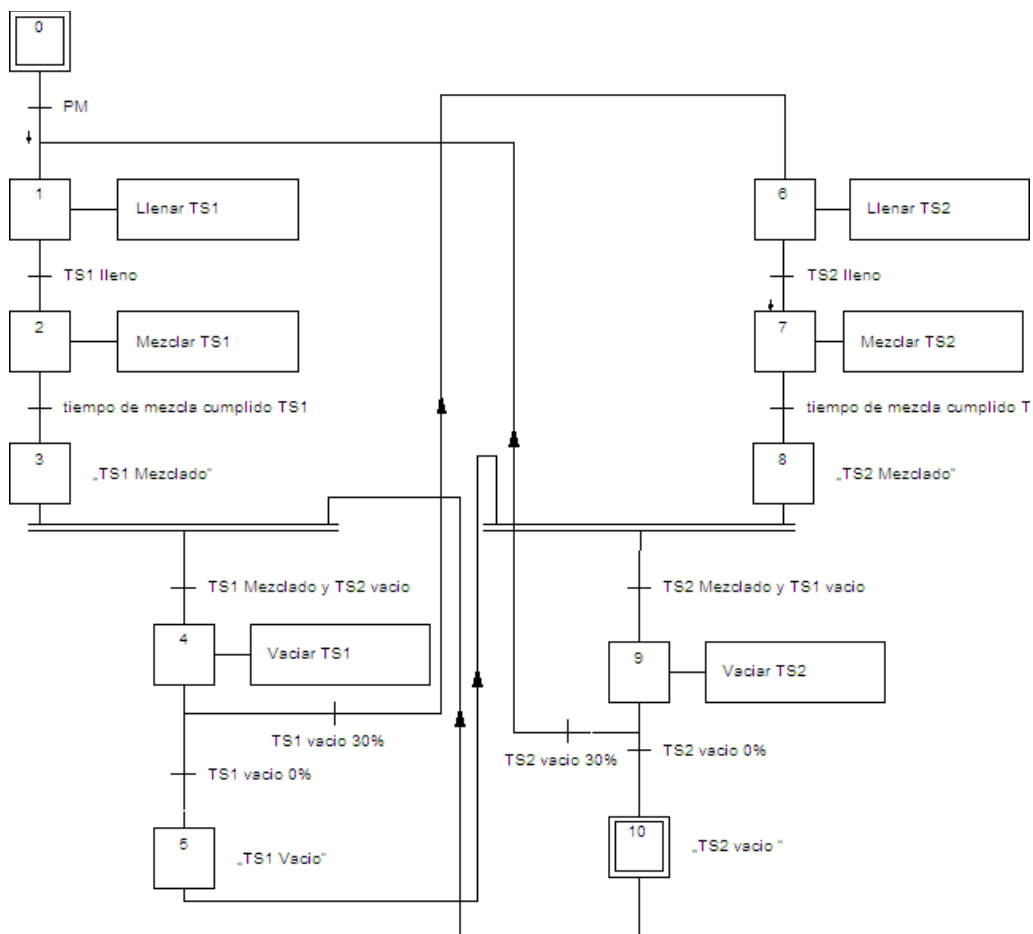 0
PM
1
Llenar TS1
6
Llenar TS2
TS1 lleno
TS2 lleno
2
Mezclar TS1
7
Mezclar TS2
tiempo de mezcla cumplido TS1
tiempo de mezcla cumplido T
3
„TS1 Mezclado“
8
„TS2 Mezclado“
TS1 Mezclado y TS2 vacio
TS2 Mezclado y TS1 vacio
4
Vaciar TS1
9
Vaciar TS2
TS1 vacio 30%
TS2 vacio 30%
TS2 vacio 0%
TS1 vacio 0%
5
„TS1 Vacio“
10
„TS2 vacio “